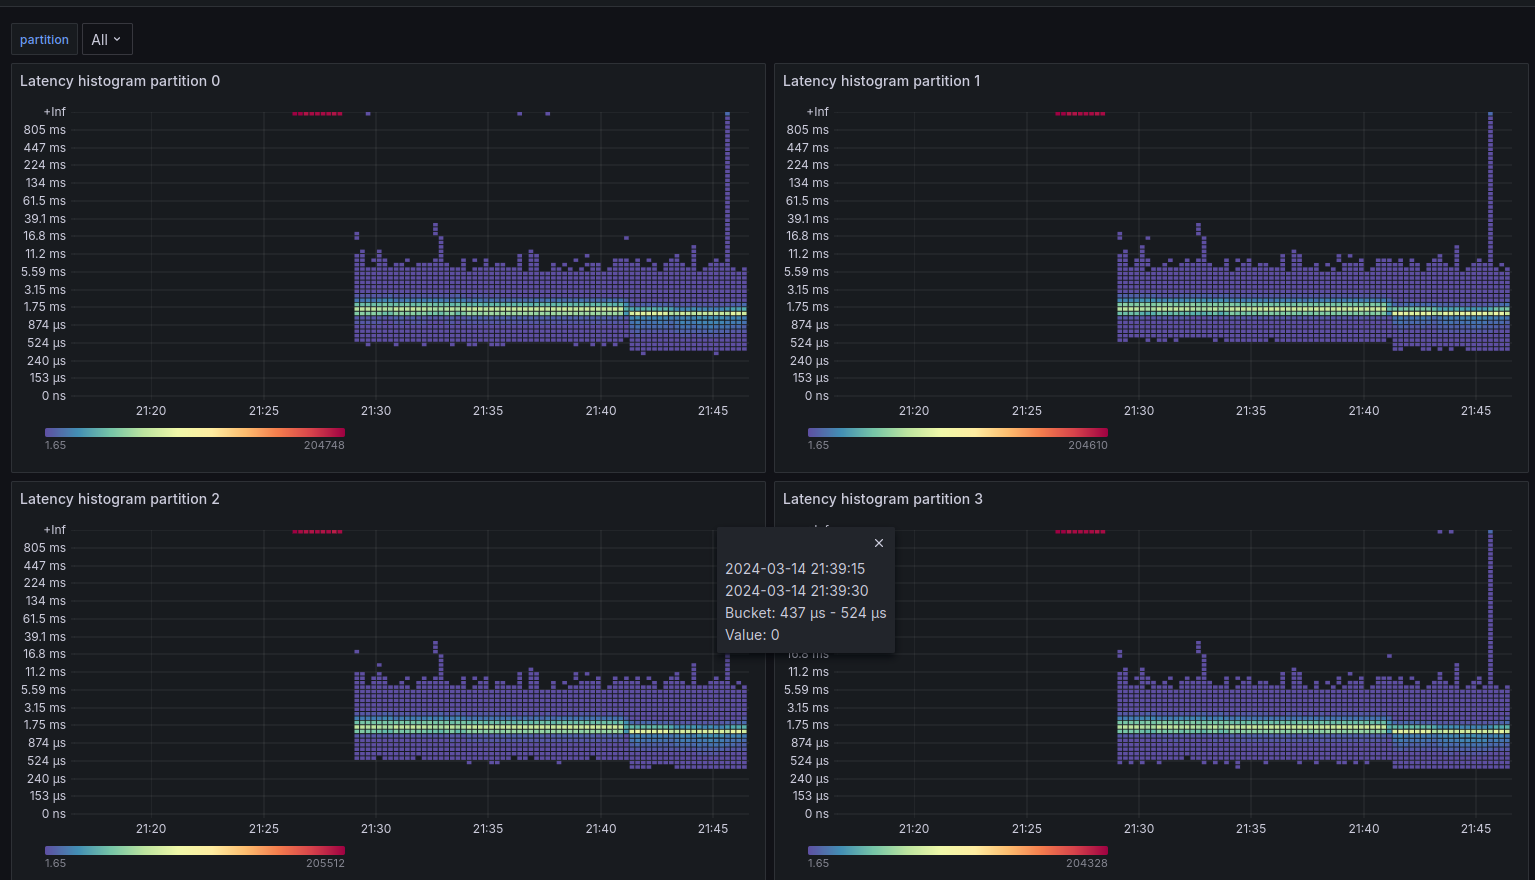 partition
All
Latency histogram partition 0
+Inf
805 ms
447 ms
224 ms
134 ms
61.5 ms
39.1 ms
16.8 ms
11.2 ms
5.59 ms
3.15 ms
1.75 ms
874 µs
524 µs
240 µs
153 µs
0 ns
21:20 21:25 21:30 21:35 21:40 21:45
1.65 204748
Latency histogram partition 1
+Inf
805 ms
447 ms
224 ms
134 ms
61.5 ms
39.1 ms
16.8 ms
11.2 ms
5.59 ms
3.15 ms
1.75 ms
874 µs
524 µs
240 µs
153 µs
0 ns
21:20 21:25 21:30 21:35 21:40 21:45
1.65 204610
Latency histogram partition 2
+Inf
805 ms
447 ms
224 ms
134 ms
61.5 ms
39.1 ms
16.8 ms
11.2 ms
5.59 ms
3.15 ms
1.75 ms
874 µs
524 µs
240 µs
153 µs
0 ns
21:20 21:25 21:30 21:35 21:40 21:45
1.65 205512
Latency histogram partition 3
2024-03-14 21:39:15
2024-03-14 21:39:30
Bucket: 437 µs - 524 µs
Value: 0
16.8 ms
11.2 ms
5.59 ms
3.15 ms
1.75 ms
874 µs
524 µs
240 µs
153 µs
0 ns
21:20 21:25 21:30 21:35 21:40 21:45
1.65 204328